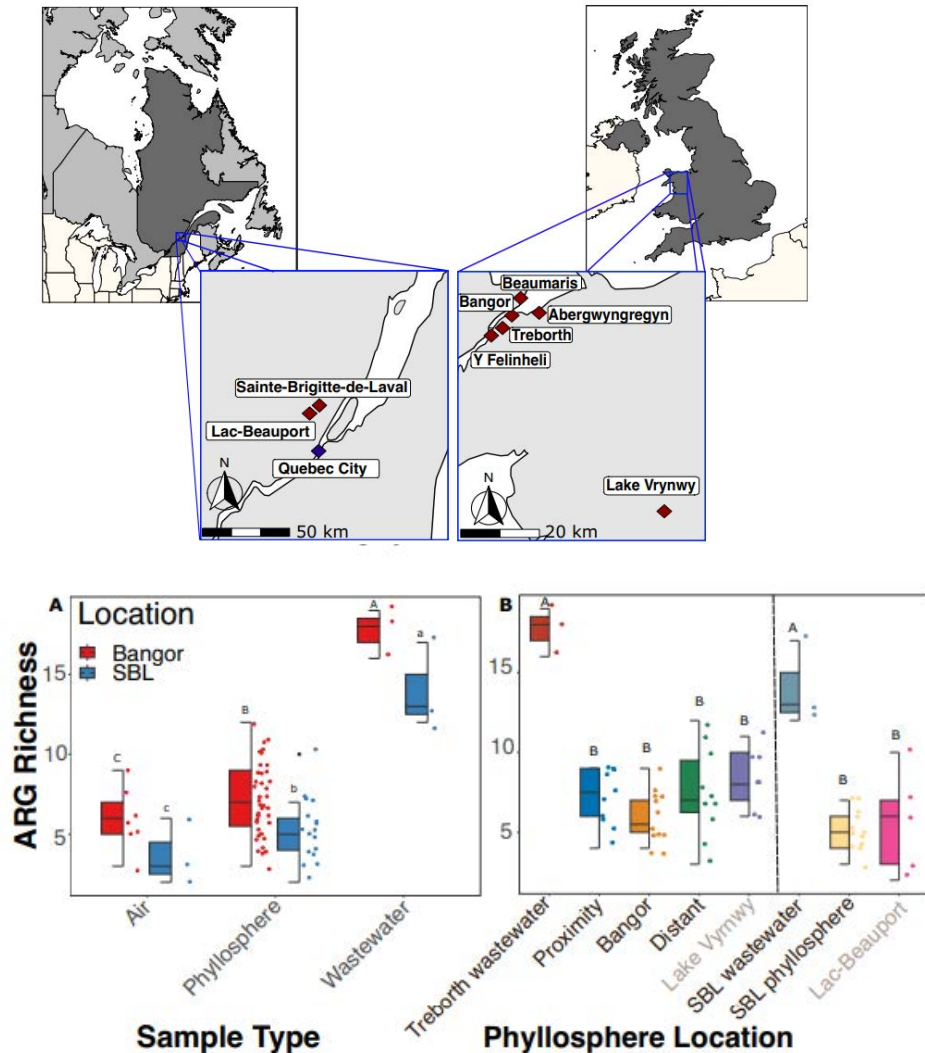 Sainte-Brigitte-de-Laval
Lac-Beauport
Quebec City
N
50 km
Beaumaris
Bangor
Abergwyngregyn
Treborth
Y Felinheli
Lake Vrynwy
N
20 km
A
Location
Bangor
SBL
ARG Richness
15
10
5
c
c
B
b
A
a
Air
Phyllosphere
Wastewater
Sample Type
B
15
10
5
A
B
B
B
B
A
B
B
Treborth wastewater
Proximity
Bangor
Distant
Lake Vyrnwy
SBL wastewater
SBL phyllosphere
Lac-Beauport
Phyllosphere Location